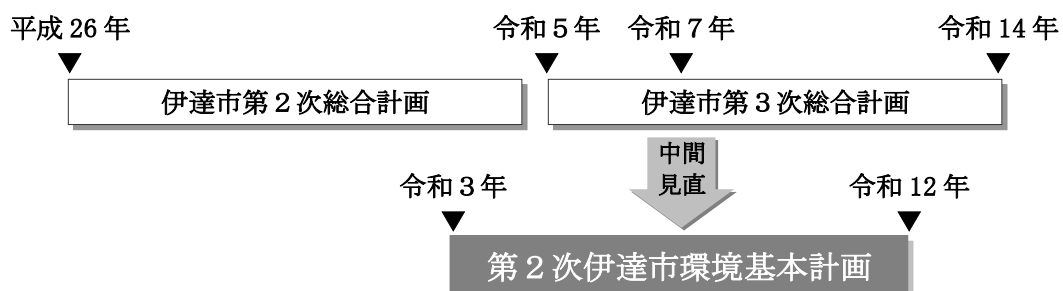 平成 26 年 令和５年 令和７年 令和 14 年
伊達市第２次総合計画 伊達市第３次総合計画
中間
見直
令和３年 令和 12 年
第２次伊達市環境基本計画